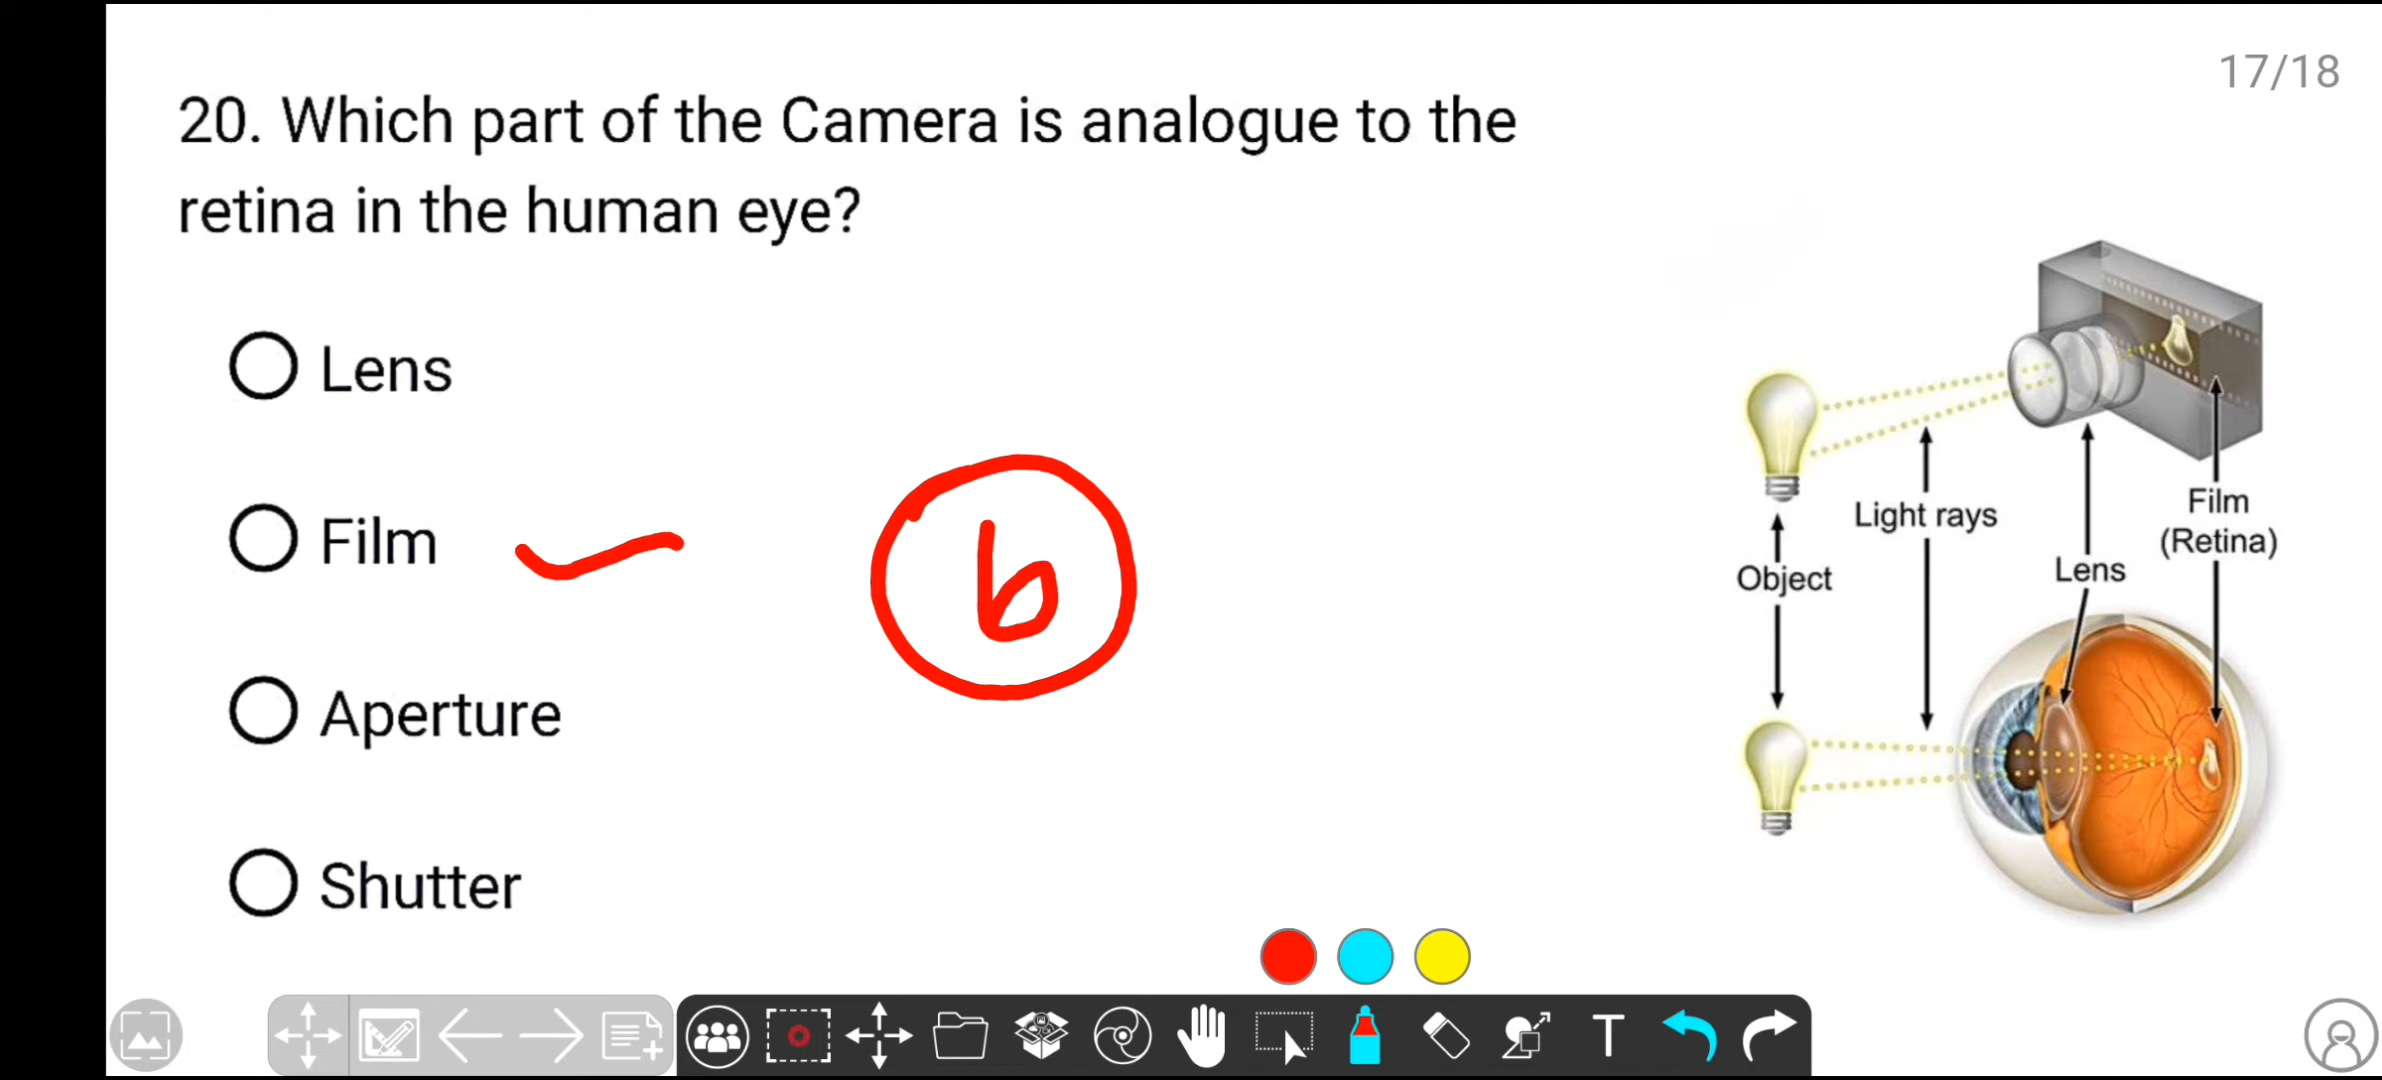 17/18
20. Which part of the Camera is analogue to the
retina in the human eye?
Lens
Film
Aperture
Shutter
b
Light rays
Film
(Retina)
Lens
Object
T